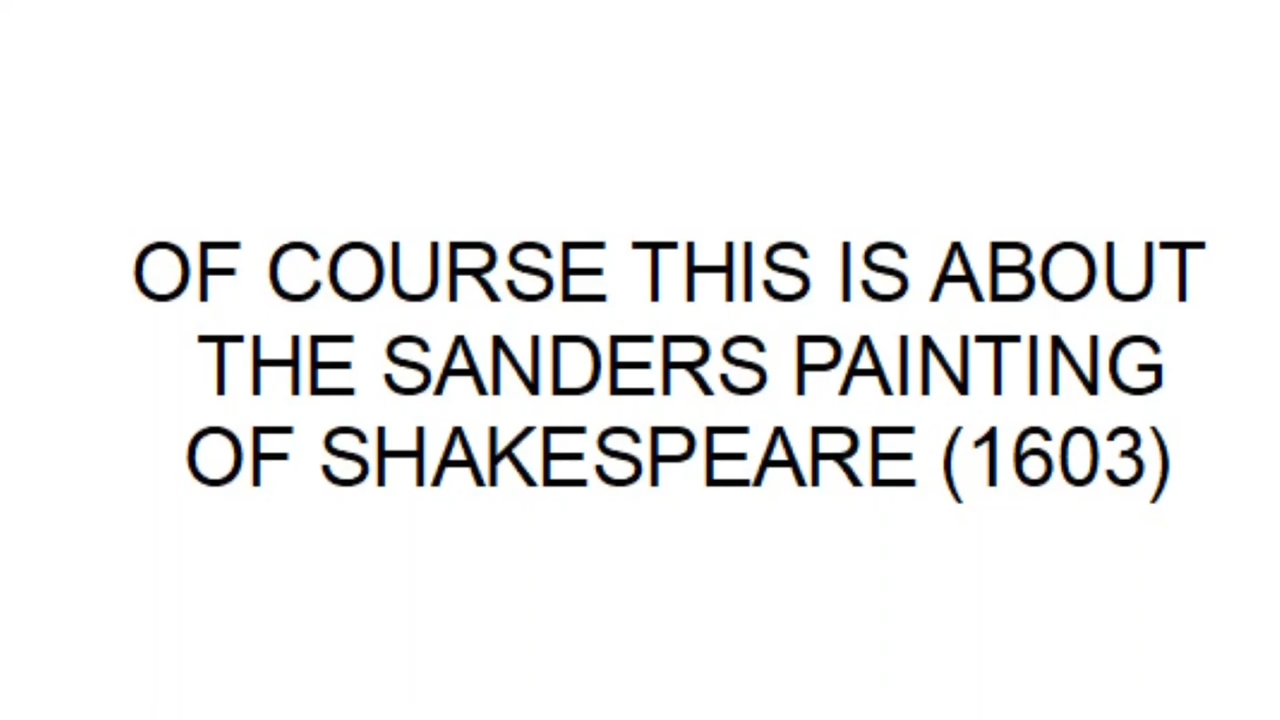 OF COURSE THIS IS ABOUT
THE SANDERS PAINTING
OF SHAKESPEARE (1603)